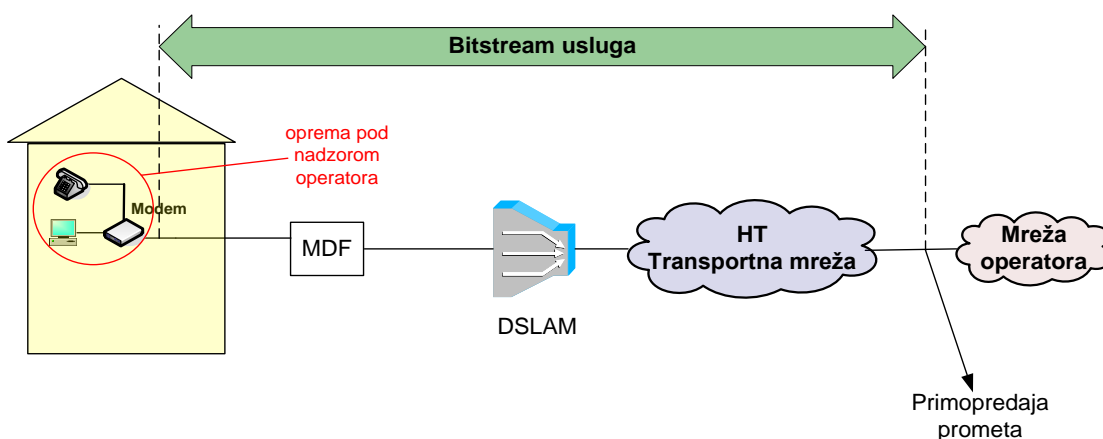 Bitstream usluga
oprema pod
nadzorom
operatora
Modem
MDF
DSLAM
HT
Transportna mreža
Mreža
operatora
Primopredaja
prometa